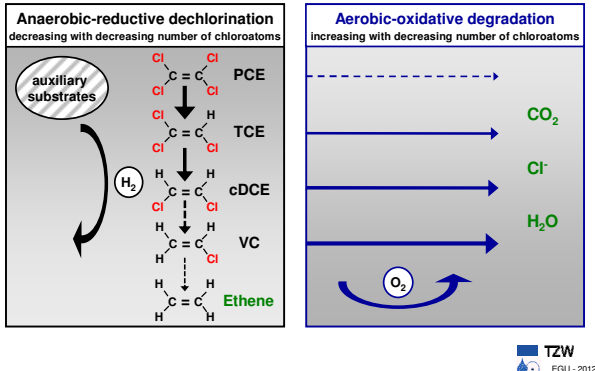 Anaerobic-reductive dechlorination
decreasing with decreasing number of chloroatoms
auxiliary
substrates
H₂
Cl Cl
C = C
Cl Cl
PCE
Cl H
C = C
Cl Cl
TCE
H H
C = C
Cl Cl
cDCE
H H
C = C
H Cl
VC
H H
C = C
H H
Ethene
Aerobic-oxidative degradation
increasing with decreasing number of chloroatoms
CO₂
Cl⁻
H₂O
O₂
TZW
EGU - 2012